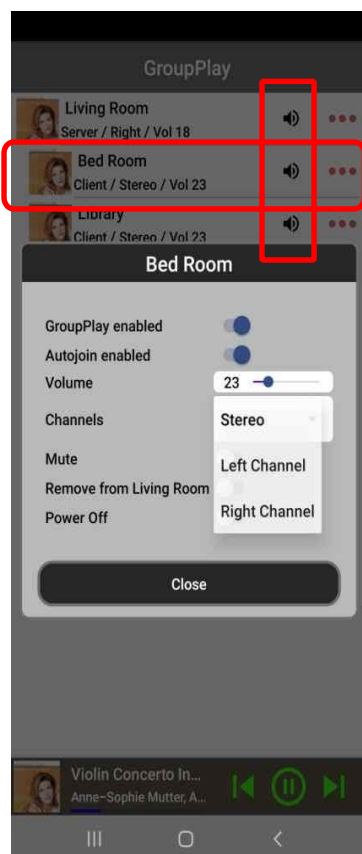 GroupPlay
Living Room
Server / Right / Vol 18
Bed Room
Client / Stereo / Vol 23
Library
Client / Stereo / Vol 23
Bed Room
GroupPlay enabled
Autojoin enabled
Volume 23
Channels Stereo
Left Channel
Mute
Remove from Living Room
Right Channel
Power Off
Close
Violin Concerto In...
Anne-Sophie Mutter, A...